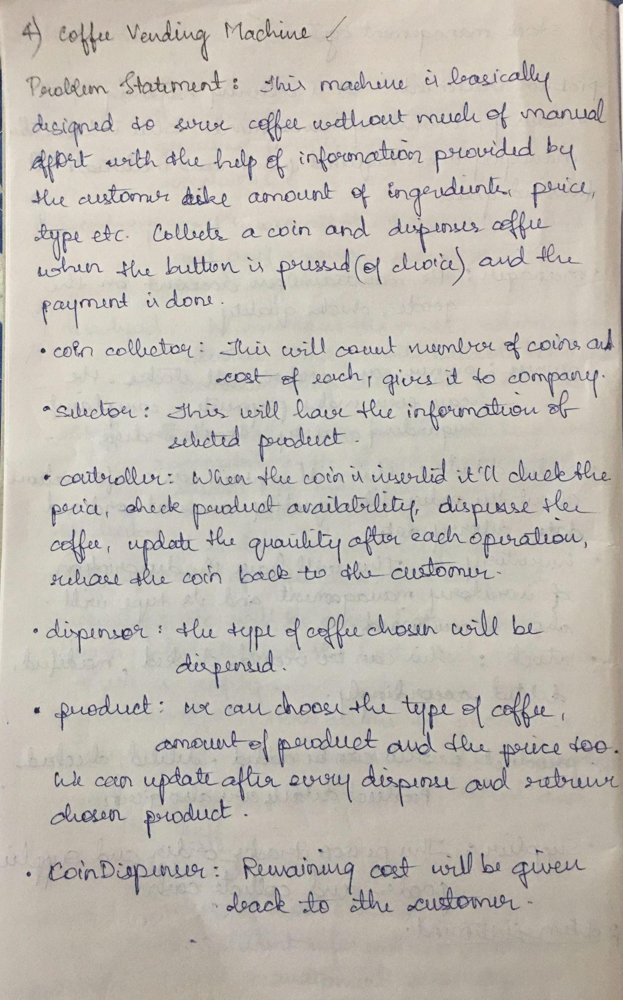 4) Coffee Vending Machine ✓
Problem Statement : This machine is basically
designed to serve coffee without much of manual
effort with the help of information provided by
the customer like amount of ingredients, price,
type etc. Collects a coin and dispenses coffee
when the button is pressed (of choice) and the
payment is done.
• coin collector : This will count number of coins and
cost of each, gives it to company.
• selector : This will have the information of
selected product.
• controller : When the coin is inserted it'll check the
price, check product availability, dispense the
coffee, update the quantity after each operation,
release the coin back to the customer.
• dispensor : the type of coffee chosen will be
dispensed.
• product : we can choose the type of coffee,
amount of product and the price too.
We can update after every dispense and retrieve
chosen product.
• CoinDispenser : Remaining cost will be given
back to the customer.